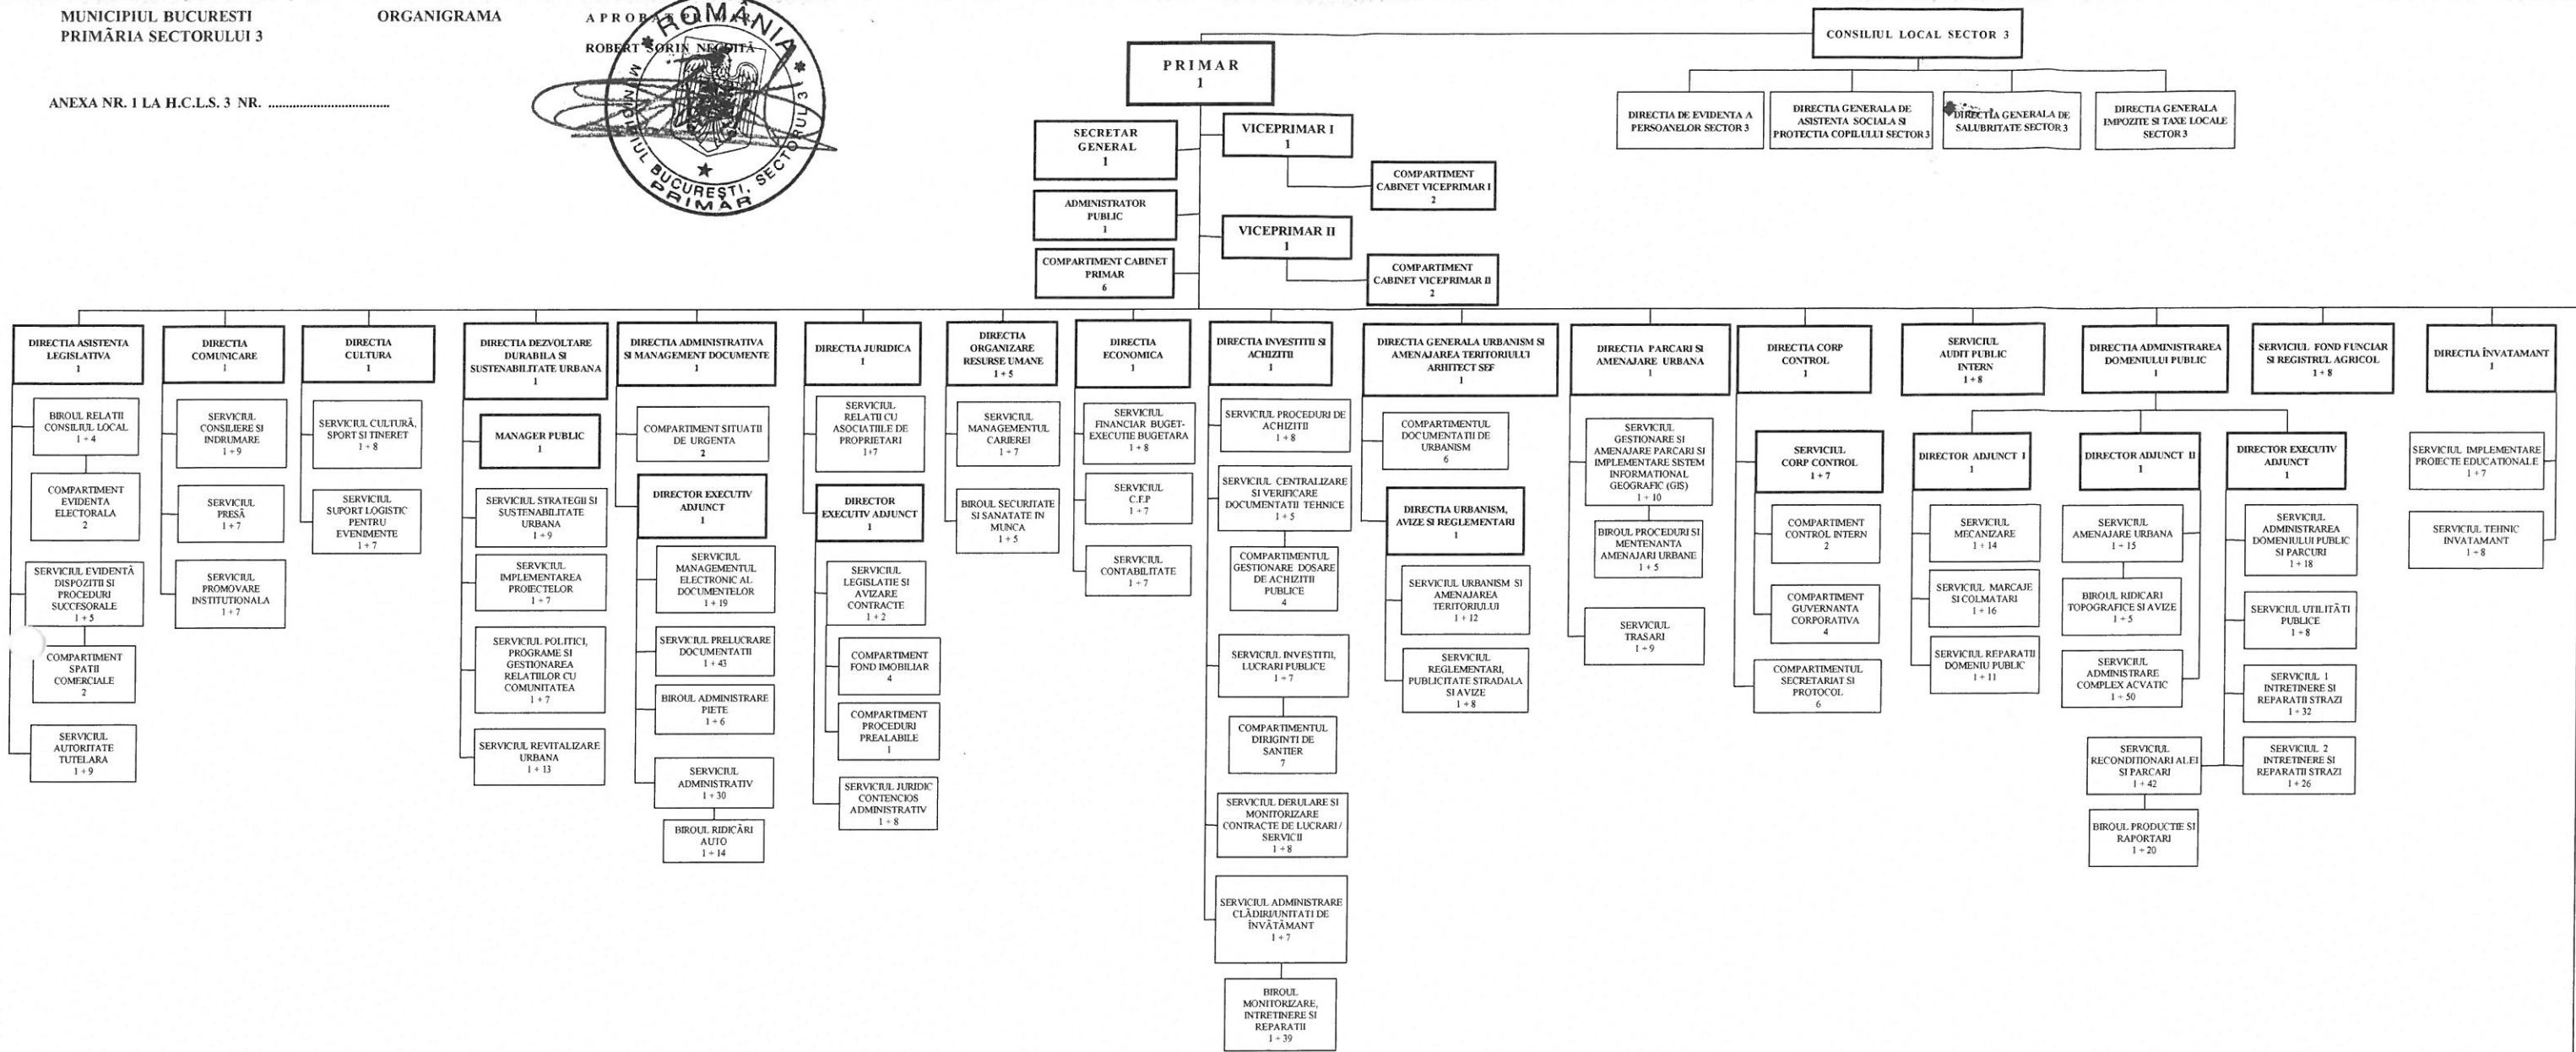 MUNICIPIUL BUCURESTI
PRIMĂRIA SECTORULUI 3
ORGANIGRAMA
ROBERT SORIN NEGOIȚĂ
ANEXA NR. 1 LA H.C.L.S. 3 NR. ....................................
ROMÂNIA
MUNICIPIUL BUCUREȘTI, SECTORUL 3
PRIMAR
CONSILIUL LOCAL SECTOR 3
DIRECTIA DE EVIDENTA A
PERSOANELOR SECTOR 3
DIRECTIA GENERALA DE
ASISTENTA SOCIALA SI
PROTECTIA COPILULUI SECTOR 3
DIRECTIA GENERALA DE
SALUBRITATE SECTOR 3
DIRECTIA GENERALA
IMPOZITE SI TAXE LOCALE
SECTOR 3
PRIMAR
1
SECRETAR
GENERAL
1
VICEPRIMAR I
1
COMPARTIMENT
CABINET VICEPRIMAR I
2
ADMINISTRATOR
PUBLIC
1
VICEPRIMAR II
1
COMPARTIMENT CABINET
PRIMAR
6
COMPARTIMENT
CABINET VICEPRIMAR II
2
DIRECTIA ASISTENTA
LEGISLATIVA
1
BIROUL RELATII
CONSILIUL LOCAL
1 + 4
COMPARTIMENT
EVIDENTA
ELECTORALA
2
SERVICIUL EVIDENTĂ
DISPOZITII SI
PROCEDURI
SUCCESORALE
1 + 5
COMPARTIMENT
SPATII
COMERCIALE
2
SERVICIUL
AUTORITATE
TUTELARA
1 + 9
DIRECTIA
COMUNICARE
1
SERVICIUL
CONSILIERE SI
INDRUMARE
1 + 9
SERVICIUL
PRESĂ
1 + 7
SERVICIUL
PROMOVARE
INSTITUTIONALA
1 + 7
DIRECTIA
CULTURA
1
SERVICIUL CULTURĂ,
SPORT SI TINERET
1 + 8
SERVICIUL
SUPORT LOGISTIC
PENTRU
EVENIMENTE
1 + 7
DIRECTIA DEZVOLTARE
DURABILA SI
SUSTENABILITATE URBANA
1
MANAGER PUBLIC
1
SERVICIUL STRATEGII SI
SUSTENABILITATE
URBANA
1 + 9
SERVICIUL
IMPLEMENTAREA
PROIECTELOR
1 + 7
SERVICIUL POLITICI,
PROGRAME SI
GESTIONAREA
RELATIILOR CU
COMUNITATEA
1 + 7
SERVICIUL REVITALIZARE
URBANA
1 + 13
DIRECTIA ADMINISTRATIVA
SI MANAGEMENT DOCUMENTE
1
COMPARTIMENT SITUATII
DE URGENTA
2
DIRECTOR EXECUTIV
ADJUNCT
1
SERVICIUL
MANAGEMENTUL
ELECTRONIC AL
DOCUMENTELOR
1 + 19
SERVICIUL PRELUCRARE
DOCUMENTATII
1 + 43
BIROUL ADMINISTRARE
PIETE
1 + 6
SERVICIUL
ADMINISTRATIV
1 + 30
BIROUL RIDICĂRI
AUTO
1 + 14
DIRECTIA JURIDICA
1
SERVICIUL
RELATII CU
ASOCIATIILE DE
PROPRIETARI
1+7
DIRECTOR
EXECUTIV ADJUNCT
1
SERVICIUL
LEGISLATIE SI
AVIZARE
CONTRACTE
1 + 2
COMPARTIMENT
FOND IMOBILIAR
4
COMPARTIMENT
PROCEDURI
PREALABILE
1
SERVICIUL JURIDIC
CONTENCIOS
ADMINISTRATIV
1 + 8
DIRECTIA
ORGANIZARE
RESURSE UMANE
1 + 5
SERVICIUL
MANAGEMENTUL
CARIEREI
1 + 7
BIROUL SECURITATE
SI SANATATE IN
MUNCA
1 + 5
DIRECTIA
ECONOMICA
1
SERVICIUL
FINANCIAR BUGET-
EXECUTIE BUGETARA
1 + 8
SERVICIUL
C.F.P
1 + 7
SERVICIUL
CONTABILITATE
1 + 7
DIRECTIA INVESTITII SI
ACHIZITII
1
SERVICIUL PROCEDURI DE
ACHIZITII
1 + 8
SERVICIUL CENTRALIZARE
SI VERIFICARE
DOCUMENTATII TEHNICE
1 + 5
COMPARTIMENTUL
GESTIONARE DOSARE
DE ACHIZITII
PUBLICE
4
SERVICIUL INVESTITII,
LUCRARI PUBLICE
1 + 7
COMPARTIMENTUL
DIRIGINTI DE
SANTIER
7
SERVICIUL DERULARE SI
MONITORIZARE
CONTRACTE DE LUCRARI /
SERVICII
1 + 8
SERVICIUL ADMINISTRARE
CLĂDIRI/UNITATI DE
ÎNVĂTĂMANT
1 + 7
BIROUL
MONITORIZARE,
INTRETINERE SI
REPARATII
1 + 39
DIRECTIA GENERALA URBANISM SI
AMENAJAREA TERITORIULUI
ARHITECT SEF
1
COMPARTIMENTUL
DOCUMENTATII DE
URBANISM
6
DIRECTIA URBANISM,
AVIZE SI REGLEMENTARI
1
SERVICIUL URBANISM SI
AMENAJAREA
TERITORIULUI
1 + 12
SERVICIUL
REGLEMENTARI,
PUBLICITATE STRADALA
SI AVIZE
1 + 8
DIRECTIA PARCARI SI
AMENAJARE URBANA
1
SERVICIUL
GESTIONARE SI
AMENAJARE PARCARI SI
IMPLEMENTARE SISTEM
INFORMATIONAL
GEOGRAFIC (GIS)
1 + 10
BIROUL PROCEDURI SI
MENTENANTA
AMENAJARI URBANE
1 + 5
SERVICIUL
TRASARI
1 + 9
DIRECTIA CORP
CONTROL
1
SERVICIUL
CORP CONTROL
1 + 7
COMPARTIMENT
CONTROL INTERN
2
COMPARTIMENT
GUVERNANTA
CORPORATIVA
4
COMPARTIMENTUL
SECRETARIAT SI
PROTOCOL
6
SERVICIUL
AUDIT PUBLIC
INTERN
1 + 8
DIRECTIA ADMINISTRAREA
DOMENIULUI PUBLIC
1
DIRECTOR ADJUNCT I
1
SERVICIUL
MECANIZARE
1 + 14
SERVICIUL MARCAJE
SI COLMATARI
1 + 16
SERVICIUL REPARATII
DOMENIU PUBLIC
1 + 11
DIRECTOR ADJUNCT II
1
SERVICIUL
AMENAJARE URBANA
1 + 15
BIROUL RIDICARI
TOPOGRAFICE SI AVIZE
1 + 5
SERVICIUL
ADMINISTRARE
COMPLEX ACVATIC
1 + 50
DIRECTOR EXECUTIV
ADJUNCT
1
SERVICIUL
ADMINISTRAREA
DOMENIULUI PUBLIC
SI PARCURI
1 + 18
SERVICIUL UTILITĂTI
PUBLICE
1 + 8
SERVICIUL 1
INTRETINERE SI
REPARATII STRAZI
1 + 32
SERVICIUL
RECONDITIONARI ALEI
SI PARCARI
1 + 42
SERVICIUL 2
INTRETINERE SI
REPARATII STRAZI
1 + 26
BIROUL PRODUCTIE SI
RAPORTARI
1 + 20
SERVICIUL FOND FUNCIAR
SI REGISTRUL AGRICOL
1 + 8
DIRECTIA ÎNVATAMANT
1
SERVICIUL IMPLEMENTARE
PROIECTE EDUCATIONALE
1 + 7
SERVICIUL TEHNIC
INVATAMANT
1 + 8